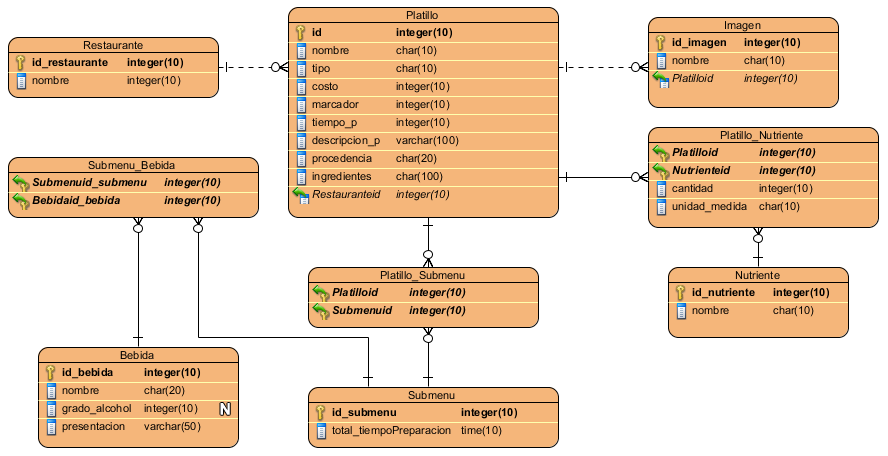 Restaurante
id_restaurante integer(10)
nombre integer(10)
Platillo
id integer(10)
nombre char(10)
tipo char(10)
costo integer(10)
marcador integer(10)
tiempo_p integer(10)
descripcion_p varchar(100)
procedencia char(20)
ingredientes char(100)
Restauranteid integer(10)
Imagen
id_imagen integer(10)
nombre char(10)
Platilloid integer(10)
Submenu_Bebida
Submenuid_submenu integer(10)
Bebidaid_bebida integer(10)
Platillo_Nutriente
Platilloid integer(10)
Nutrienteid integer(10)
cantidad integer(10)
unidad_medida char(10)
Platillo_Submenu
Platilloid integer(10)
Submenuid integer(10)
Nutriente
id_nutriente integer(10)
nombre char(10)
Bebida
id_bebida integer(10)
nombre char(20)
grado_alcohol integer(10) N
presentacion varchar(50)
Submenu
id_submenu integer(10)
total_tiempoPreparacion time(10)